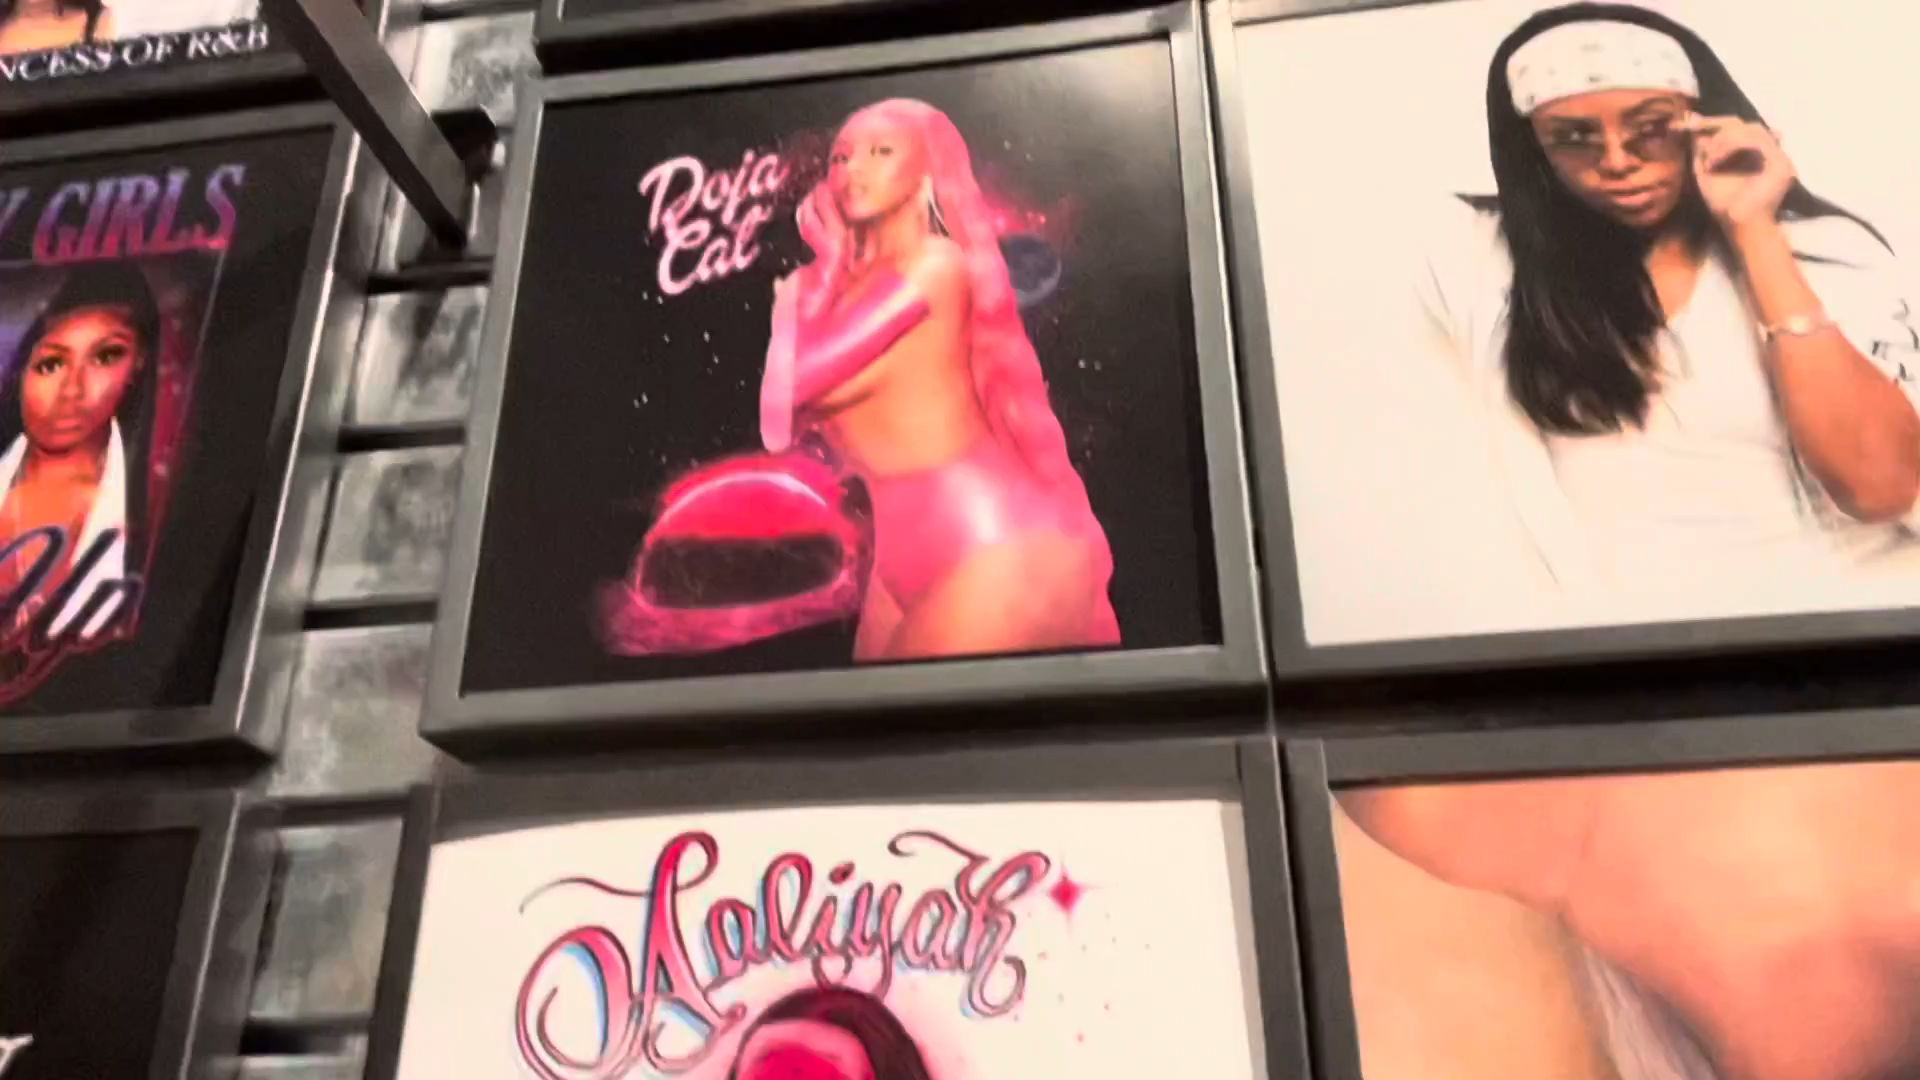 NCESS OF R&B
Y GIRLS
Doja
Cat
Aaliyah